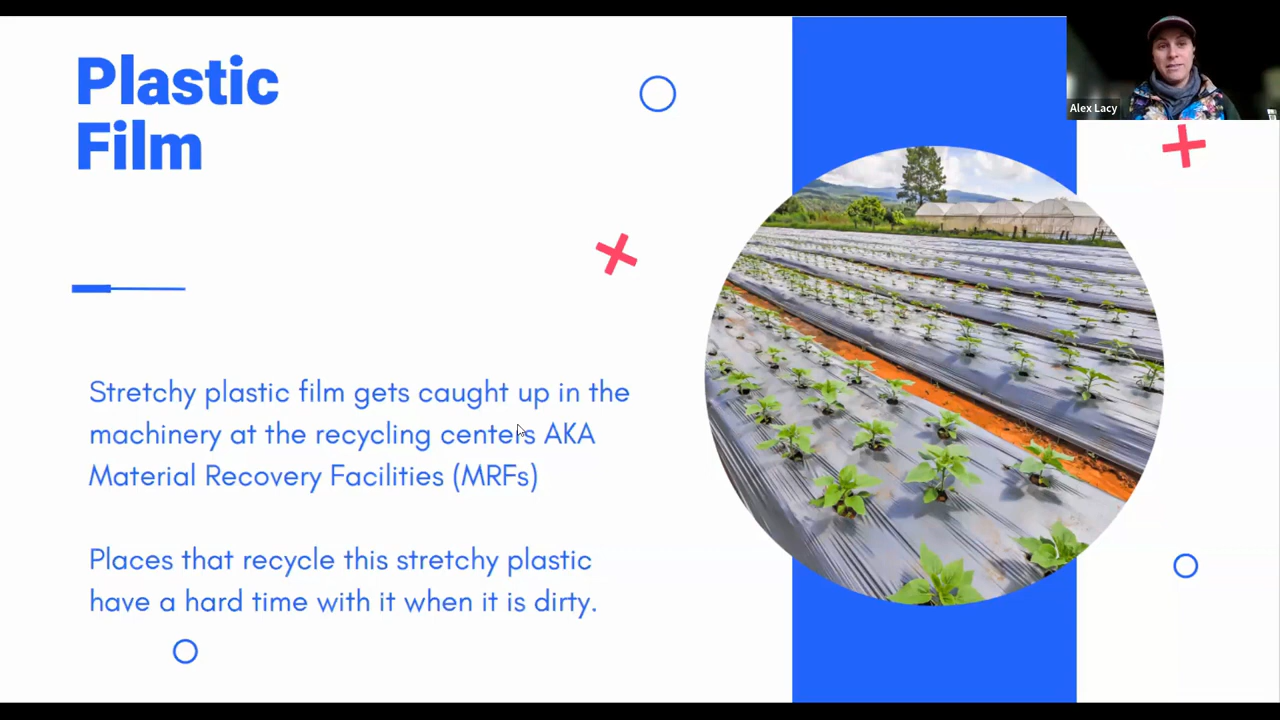 Plastic
Film
Stretchy plastic film gets caught up in the
machinery at the recycling centers AKA
Material Recovery Facilities (MRFs)
Places that recycle this stretchy plastic
have a hard time with it when it is dirty.
Alex Lacy